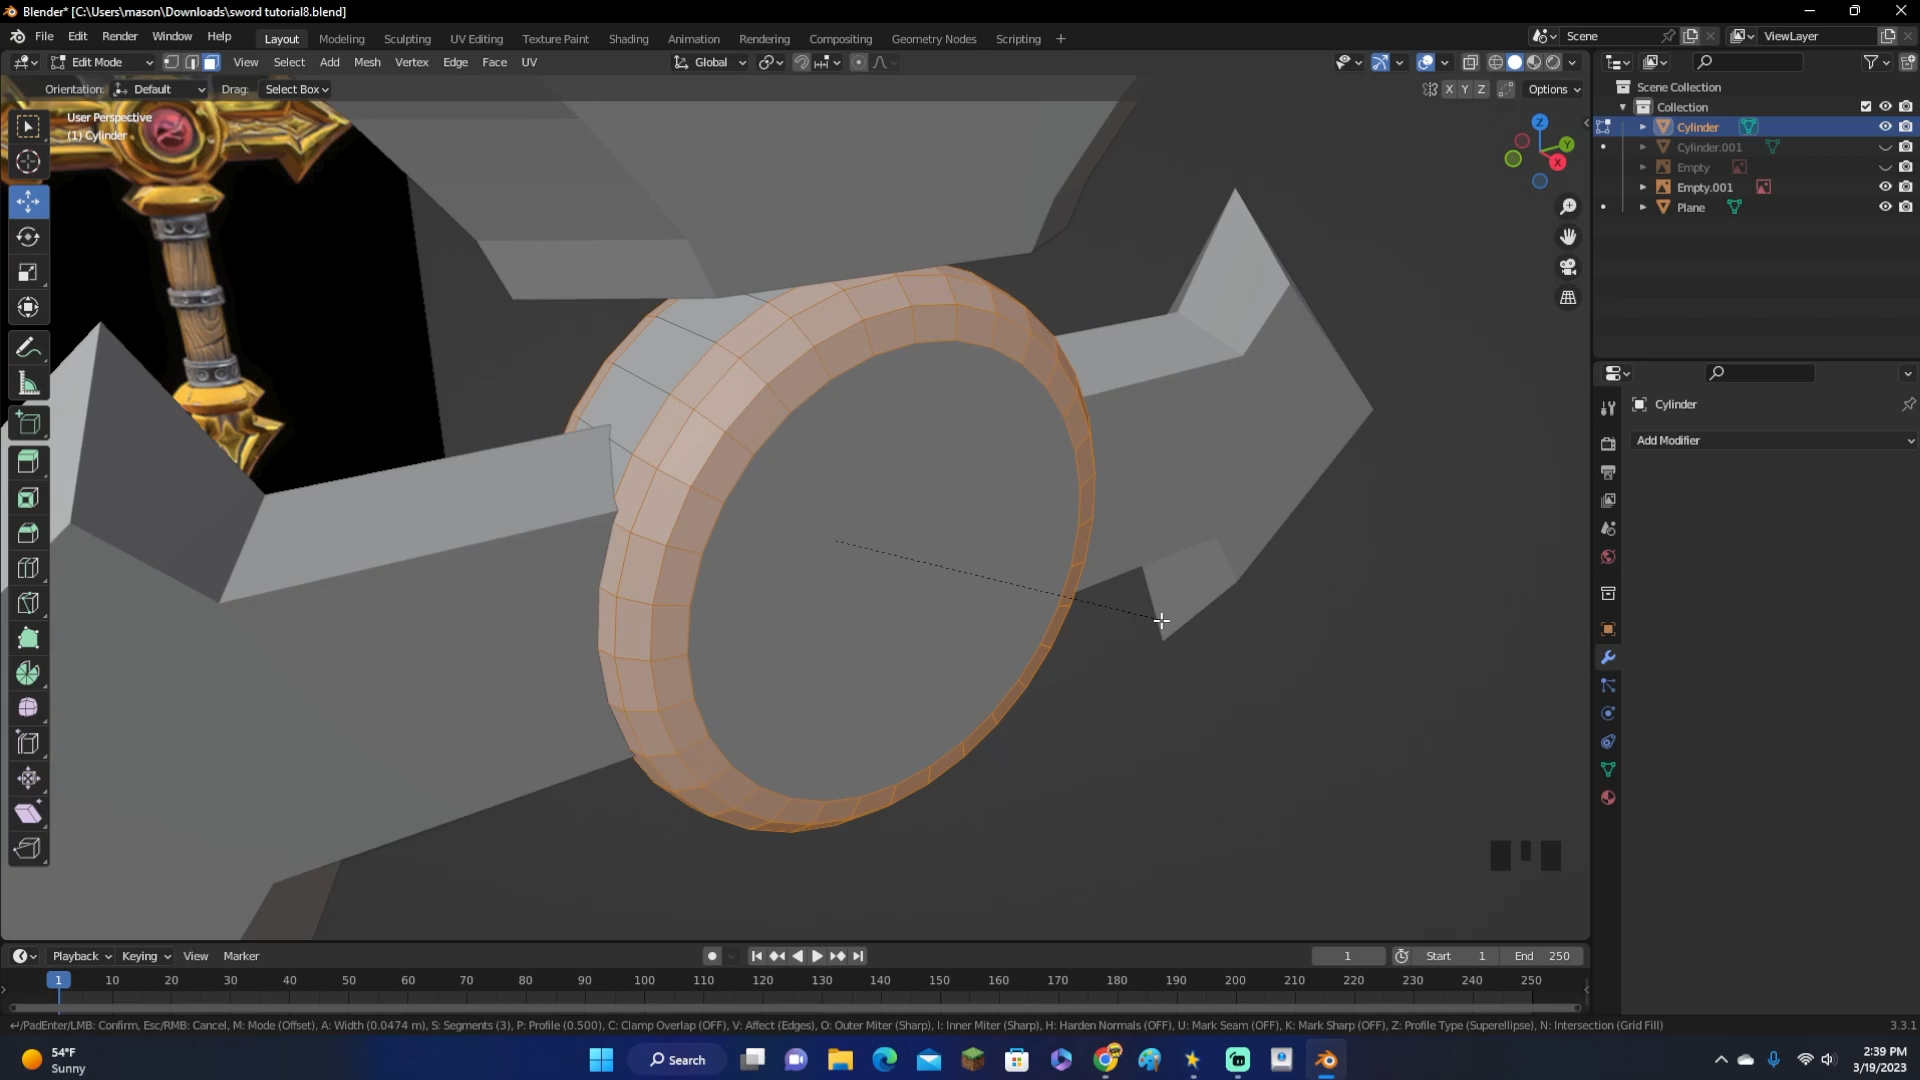 Blender* [C:\Users\mason\Downloads\sword tutorial8.blend]
File Edit Render Window Help Layout Modeling Sculpting UV Editing Texture Paint Shading Animation Rendering Compositing Geometry Nodes Scripting + Scene ViewLayer
Edit Mode View Select Add Mesh Vertex Edge Face UV Global
Orientation: Default Drag: Select Box X Y Z Options
User Perspective
(1) Cylinder
Z
Y
X
Scene Collection
Collection
Cylinder
Cylinder.001
Empty
Empty.001
Plane
Cylinder
Add Modifier
Playback Keying View Marker 1 Start 1 End 250
1 10 20 30 40 50 60 70 80 90 100 110 120 130 140 150 160 170 180 190 200 210 220 230 240 250
↵/PadEnter/LMB: Confirm, Esc/RMB: Cancel, M: Mode (Offset), A: Width (0.0474 m), S: Segments (3), P: Profile (0.500), C: Clamp Overlap (OFF), V: Affect (Edges), O: Outer Miter (Sharp), I: Inner Miter (Sharp), H: Harden Normals (OFF), U: Mark Seam (OFF), K: Mark Sharp (OFF), Z: Profile Type (Superellipse), N: Intersection (Grid Fill) 3.3.1
54°F
Sunny
Search
2:39 PM
3/19/2023